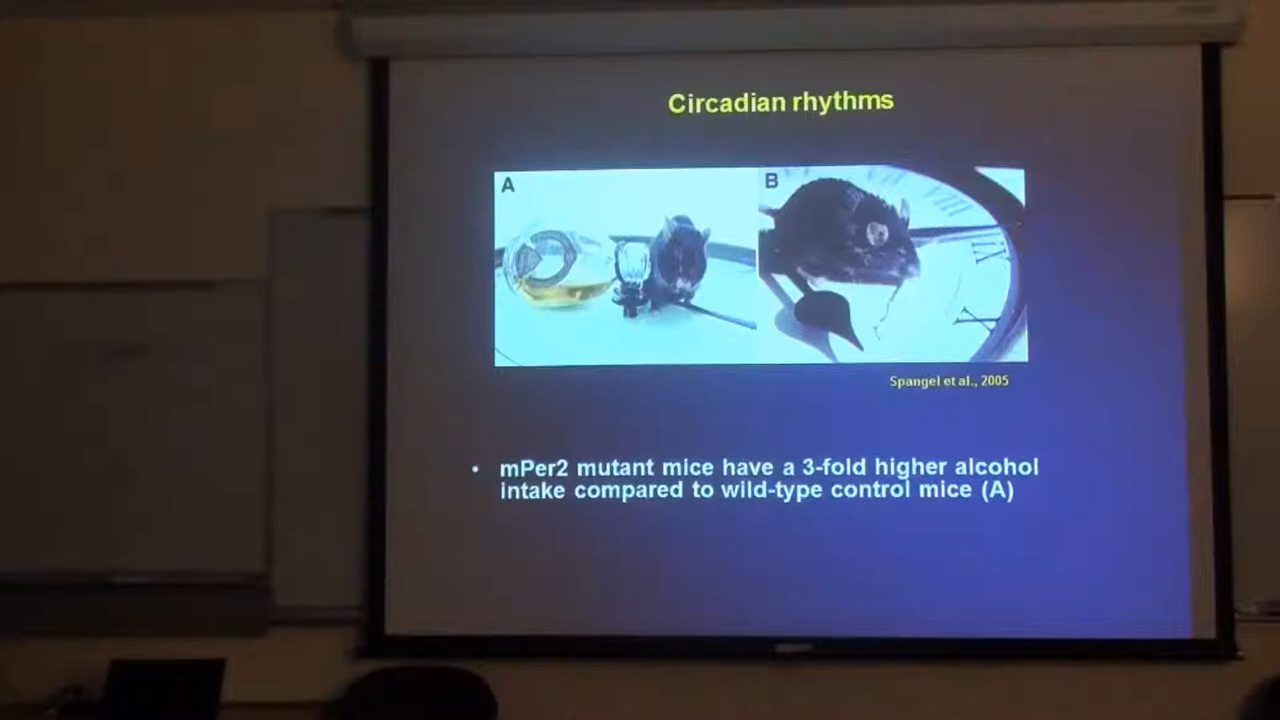 Circadian rhythms
A
B
IX
X
Spangel et al., 2005
• mPer2 mutant mice have a 3-fold higher alcohol
intake compared to wild-type control mice (A)